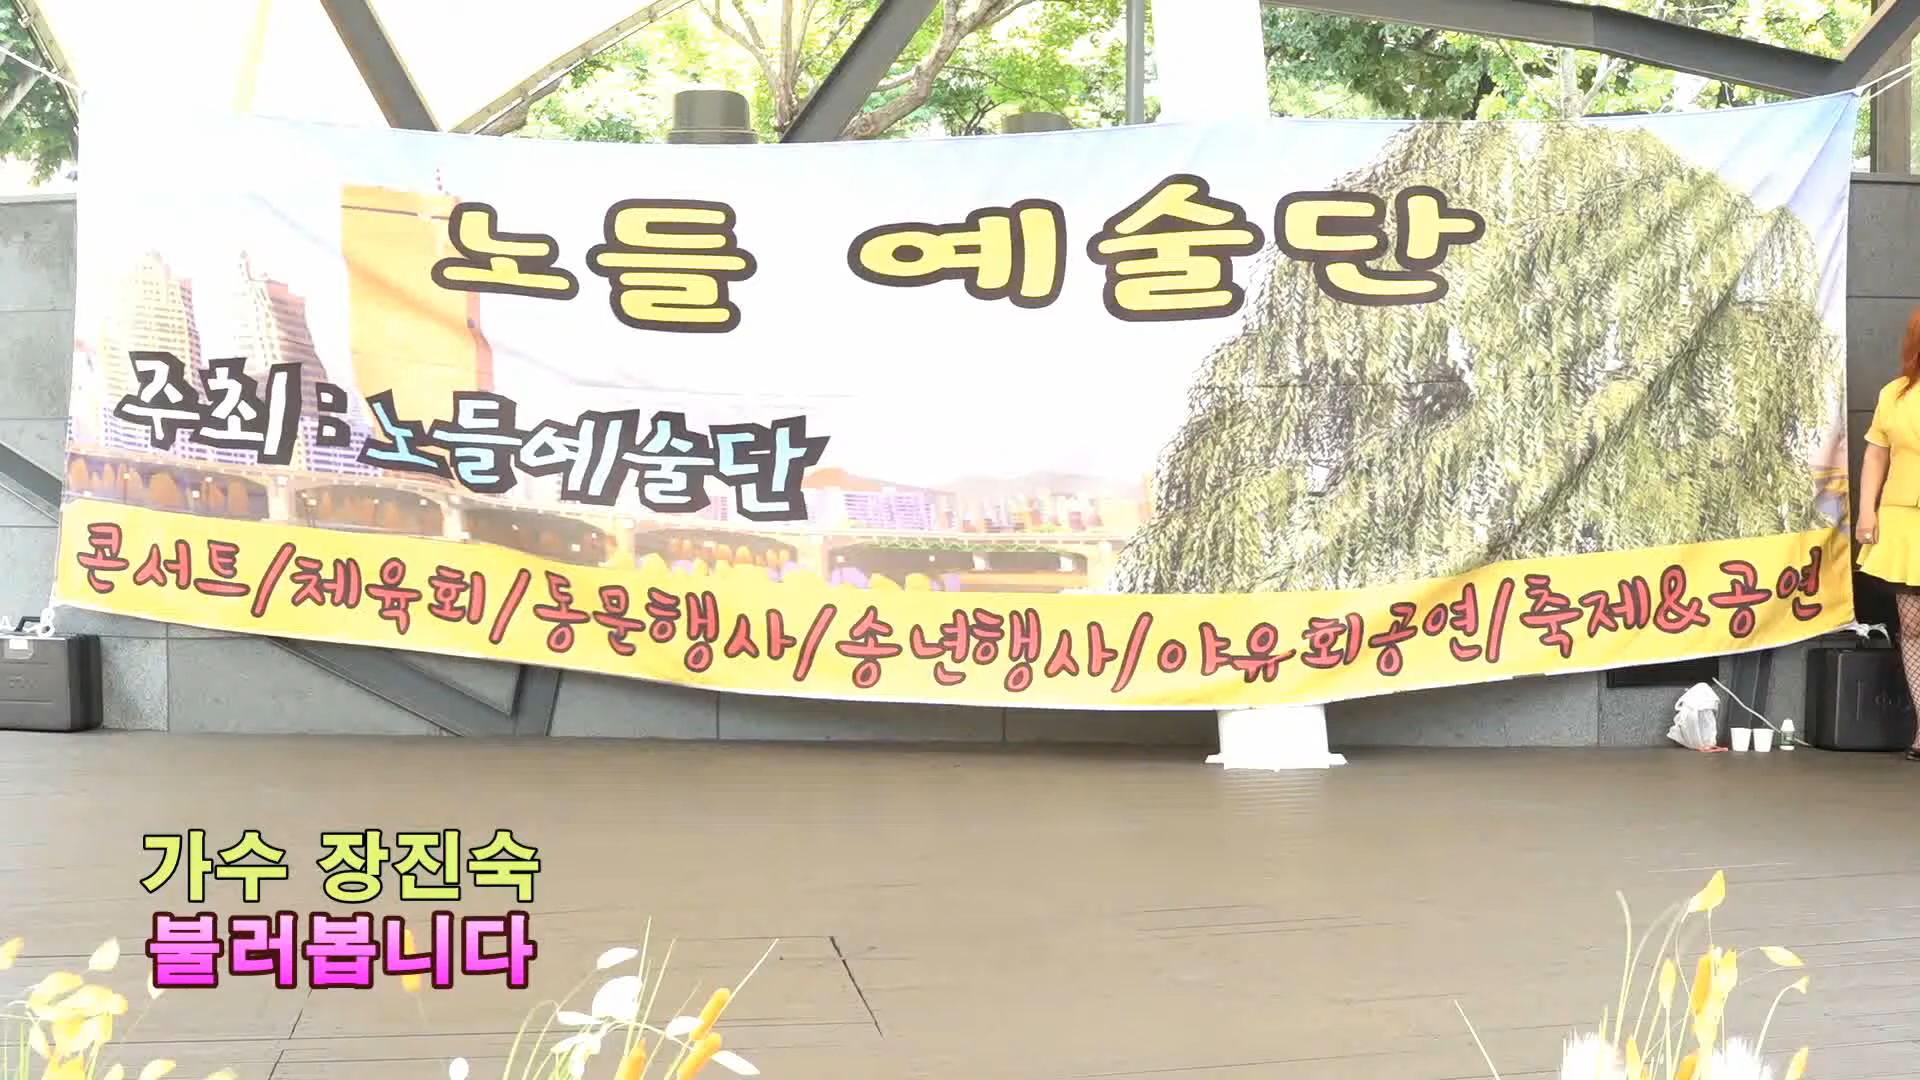 노들 예술단
주최 : 노들예술단
콘서트/체육회/동문행사/송년행사/야유회공연/축제&공연
가수 장진숙
불러봅니다